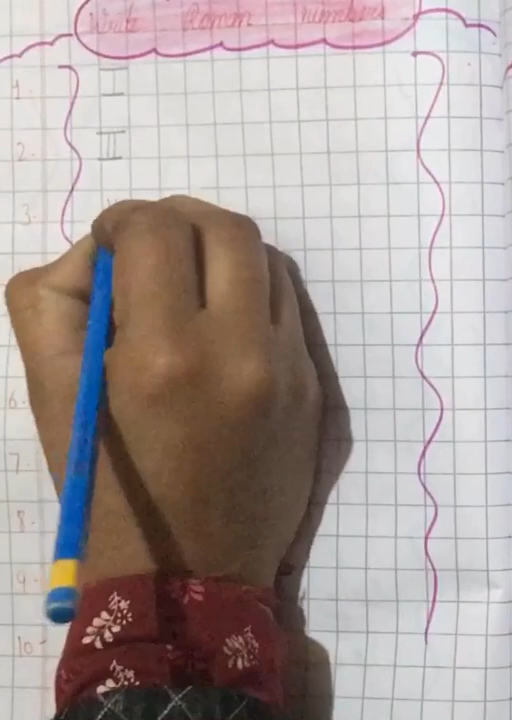 Write Roman numbers
1. I
2. II
3.
6.
7.
8.
9.
10.